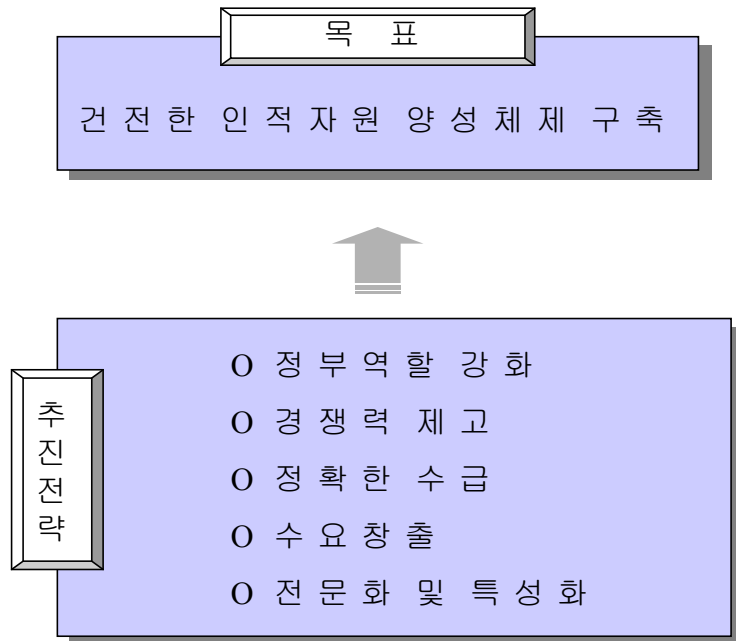 목 표
건전한 인적자원 양성체제 구축
추진전략
O 정부역할 강화
O 경쟁력 제고
O 정확한 수급
O 수요창출
O 전문화 및 특성화